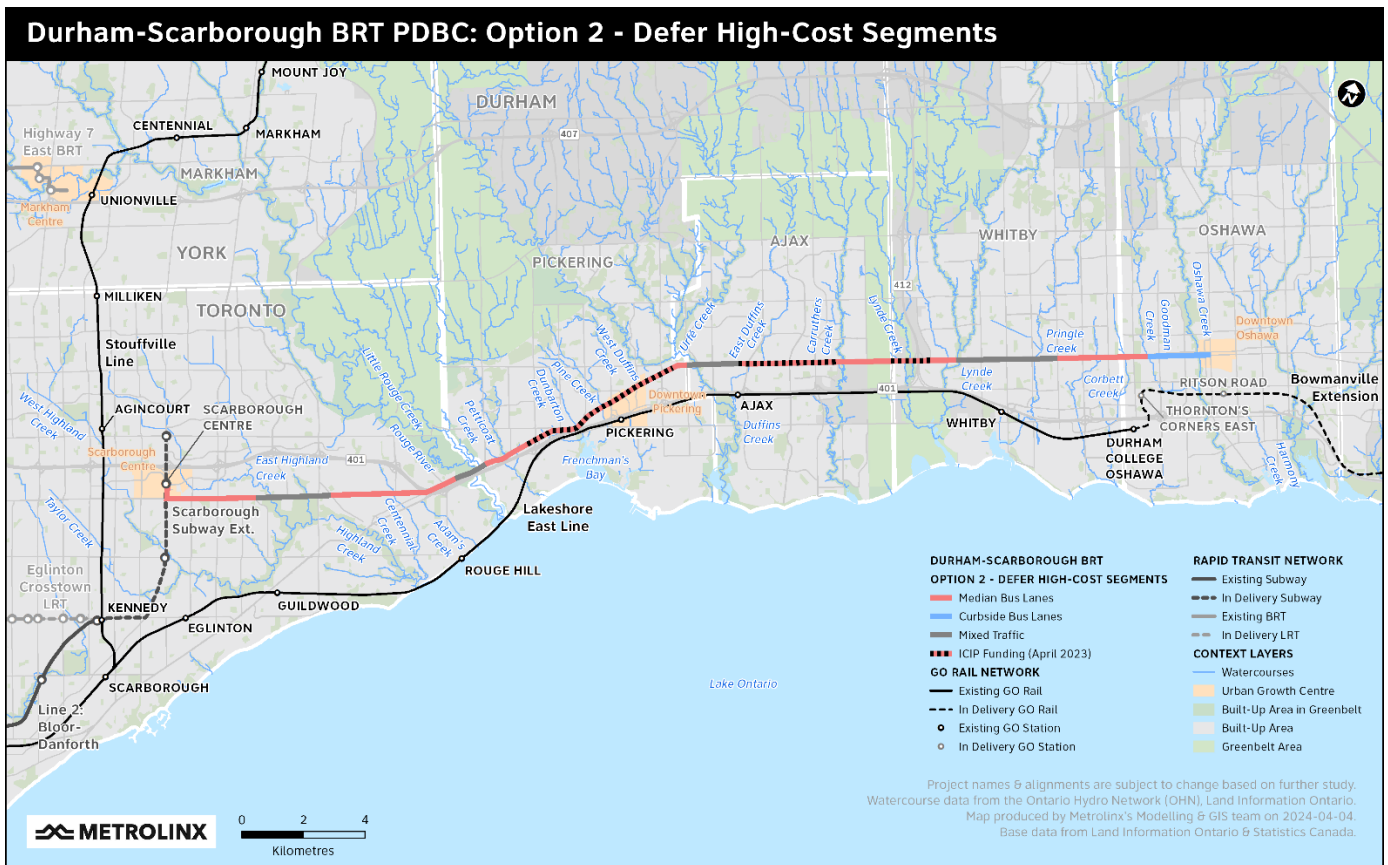 Durham-Scarborough BRT PDBC: Option 2 - Defer High-Cost Segments
MOUNT JOY
DURHAM
CENTENNIAL
MARKHAM
407
Highway 7
East BRT
MARKHAM
UNIONVILLE
Markham
Centre
YORK
AJAX
WHITBY
OSHAWA
PICKERING
412
MILLIKEN
TORONTO
Stouffville
Line
Little Rouge Creek
Rouge River
Petticoat
Creek
Dunbarton
Creek
Pine Creek
West Duffins
Creek
Urfé Creek
East Duffins
Creek
Carruthers
Creek
Lynde Creek
Pringle
Creek
Goodman
Creek
Oshawa Creek
Downtown
Oshawa
Lynde
Creek
Corbett
Creek
RITSON ROAD
Bowmanville
Extension
401
THORNTON'S
CORNERS EAST
Harmony
Creek
Downtown
Pickering
AJAX
Duffins
Creek
PICKERING
WHITBY
DURHAM
COLLEGE
OSHAWA
West Highland
Creek
AGINCOURT
SCARBOROUGH
CENTRE
Scarborough
Centre
East Highland
Creek
401
Frenchman's
Bay
Scarborough
Subway Ext.
Taylor Creek
Highland
Creek
Centennial
Creek
Adam's
Creek
Lakeshore
East Line
ROUGE HILL
Eglinton
Crosstown
LRT
KENNEDY
GUILDWOOD
EGLINTON
SCARBOROUGH
Line 2:
Bloor-
Danforth
Lake Ontario
DURHAM-SCARBOROUGH BRT
OPTION 2 - DEFER HIGH-COST SEGMENTS
Median Bus Lanes
Curbside Bus Lanes
Mixed Traffic
ICIP Funding (April 2023)
GO RAIL NETWORK
Existing GO Rail
In Delivery GO Rail
Existing GO Station
In Delivery GO Station
RAPID TRANSIT NETWORK
Existing Subway
In Delivery Subway
Existing BRT
In Delivery LRT
CONTEXT LAYERS
Watercourses
Urban Growth Centre
Built-Up Area in Greenbelt
Built-Up Area
Greenbelt Area
Project names & alignments are subject to change based on further study.
Watercourse data from the Ontario Hydro Network (OHN), Land Information Ontario.
Map produced by Metrolinx's Modelling & GIS team on 2024-04-04.
Base data from Land Information Ontario & Statistics Canada.
METROLINX
0 2 4
Kilometres
N